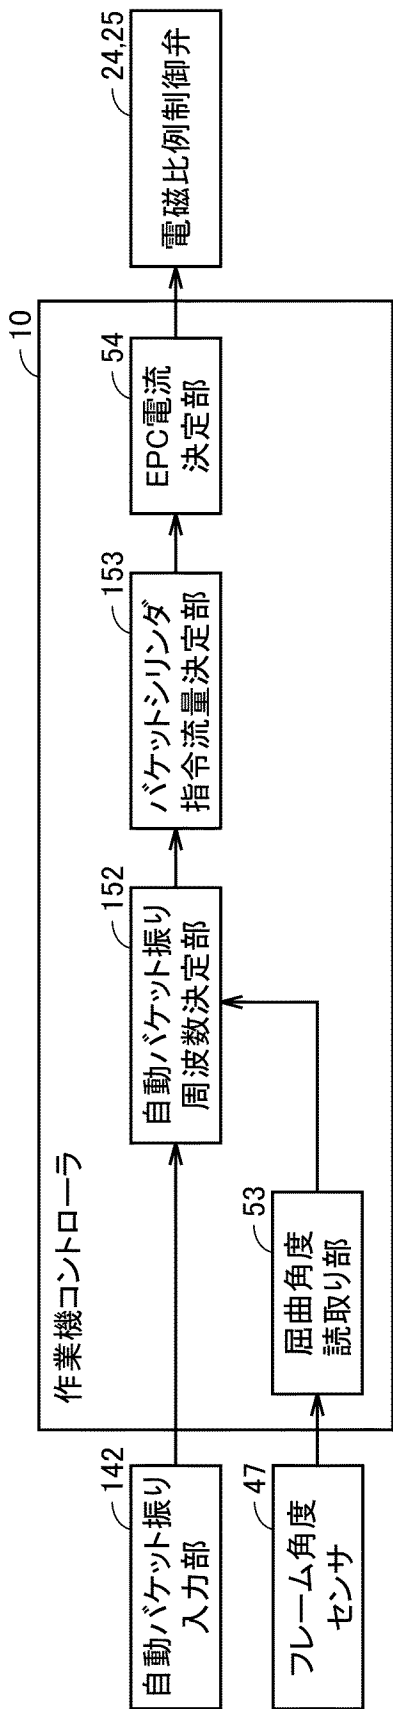 142
自動バケット振り
入力部
47
フレーム角度
センサ
10
作業機コントローラ
53
屈曲角度
読取り部
152
自動バケット振り
周波数決定部
153
バケットシリンダ
指令流量決定部
54
EPC電流
決定部
24,25
電磁比例制御弁